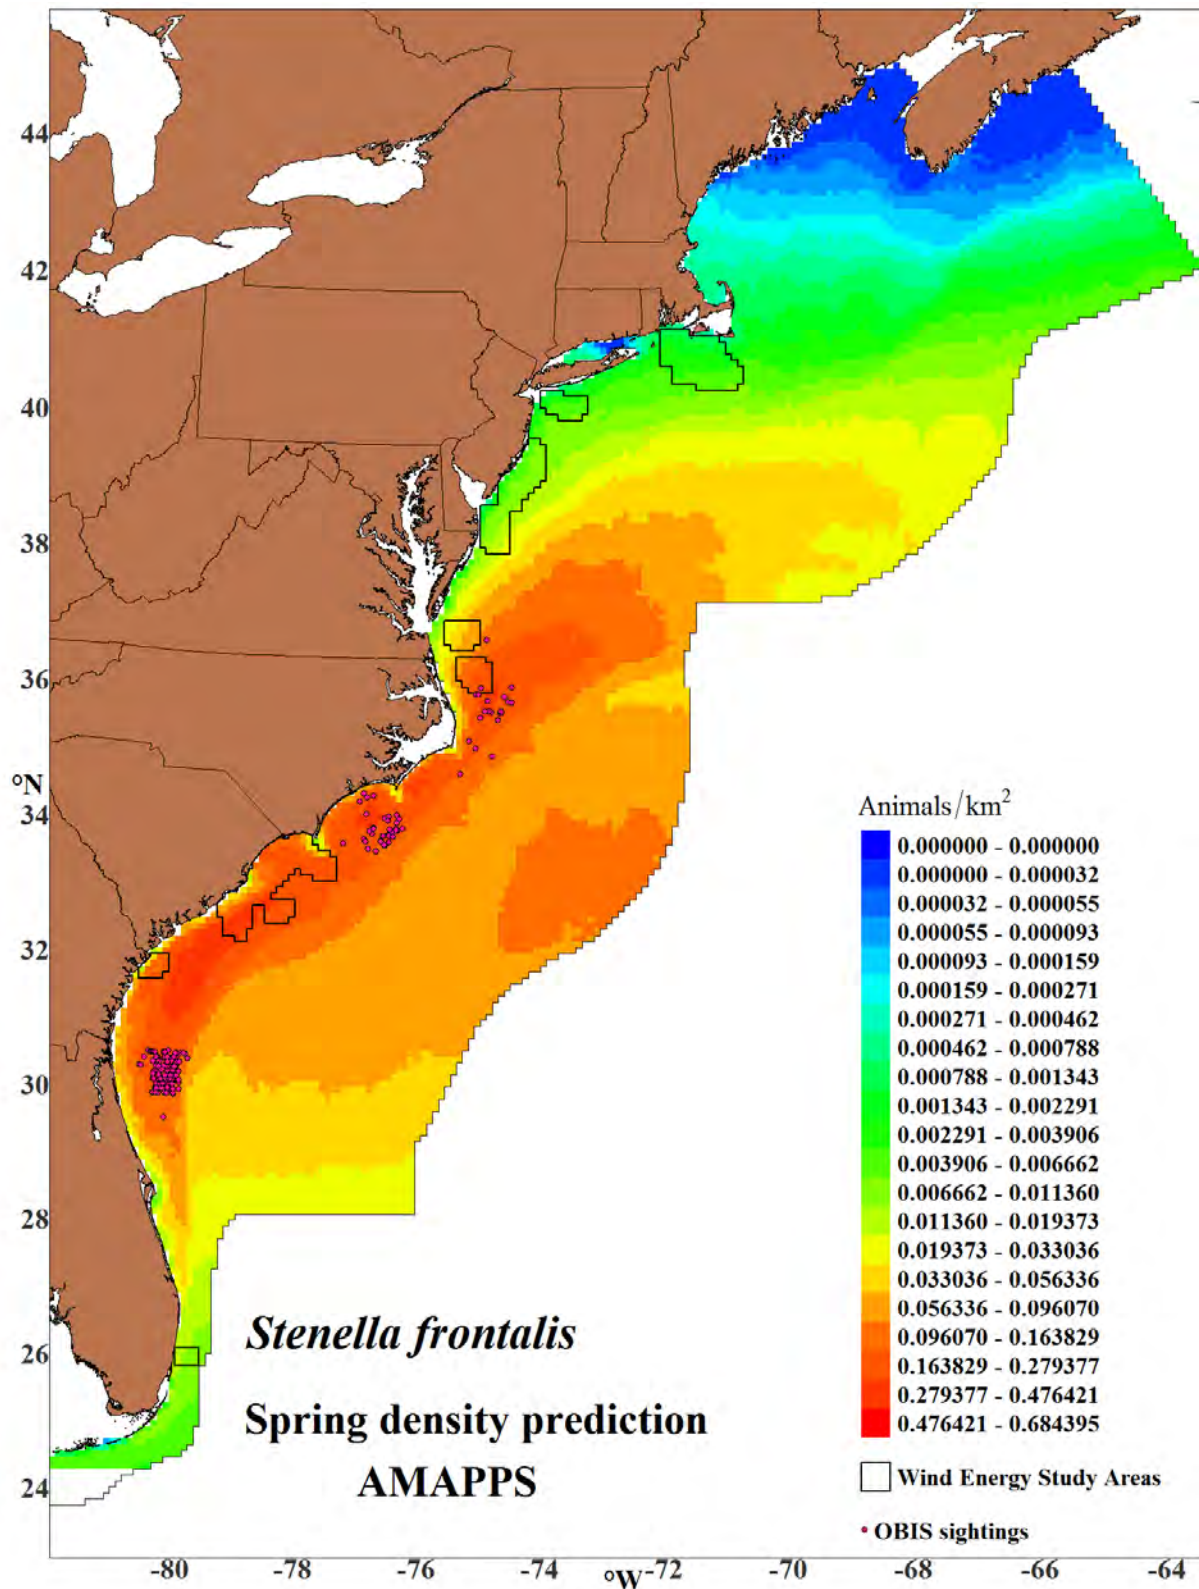 44
42
40
38
36
°N
34
32
30
28
26
24
Animals/km²
0.000000 - 0.000000
0.000000 - 0.000032
0.000032 - 0.000055
0.000055 - 0.000093
0.000093 - 0.000159
0.000159 - 0.000271
0.000271 - 0.000462
0.000462 - 0.000788
0.000788 - 0.001343
0.001343 - 0.002291
0.002291 - 0.003906
0.003906 - 0.006662
0.006662 - 0.011360
0.011360 - 0.019373
0.019373 - 0.033036
0.033036 - 0.056336
0.056336 - 0.096070
0.096070 - 0.163829
0.163829 - 0.279377
0.279377 - 0.476421
0.476421 - 0.684395
Wind Energy Study Areas
OBIS sightings
Stenella frontalis
Spring density prediction
AMAPPS
-80 -78 -76 -74 °W -72 -70 -68 -66 -64